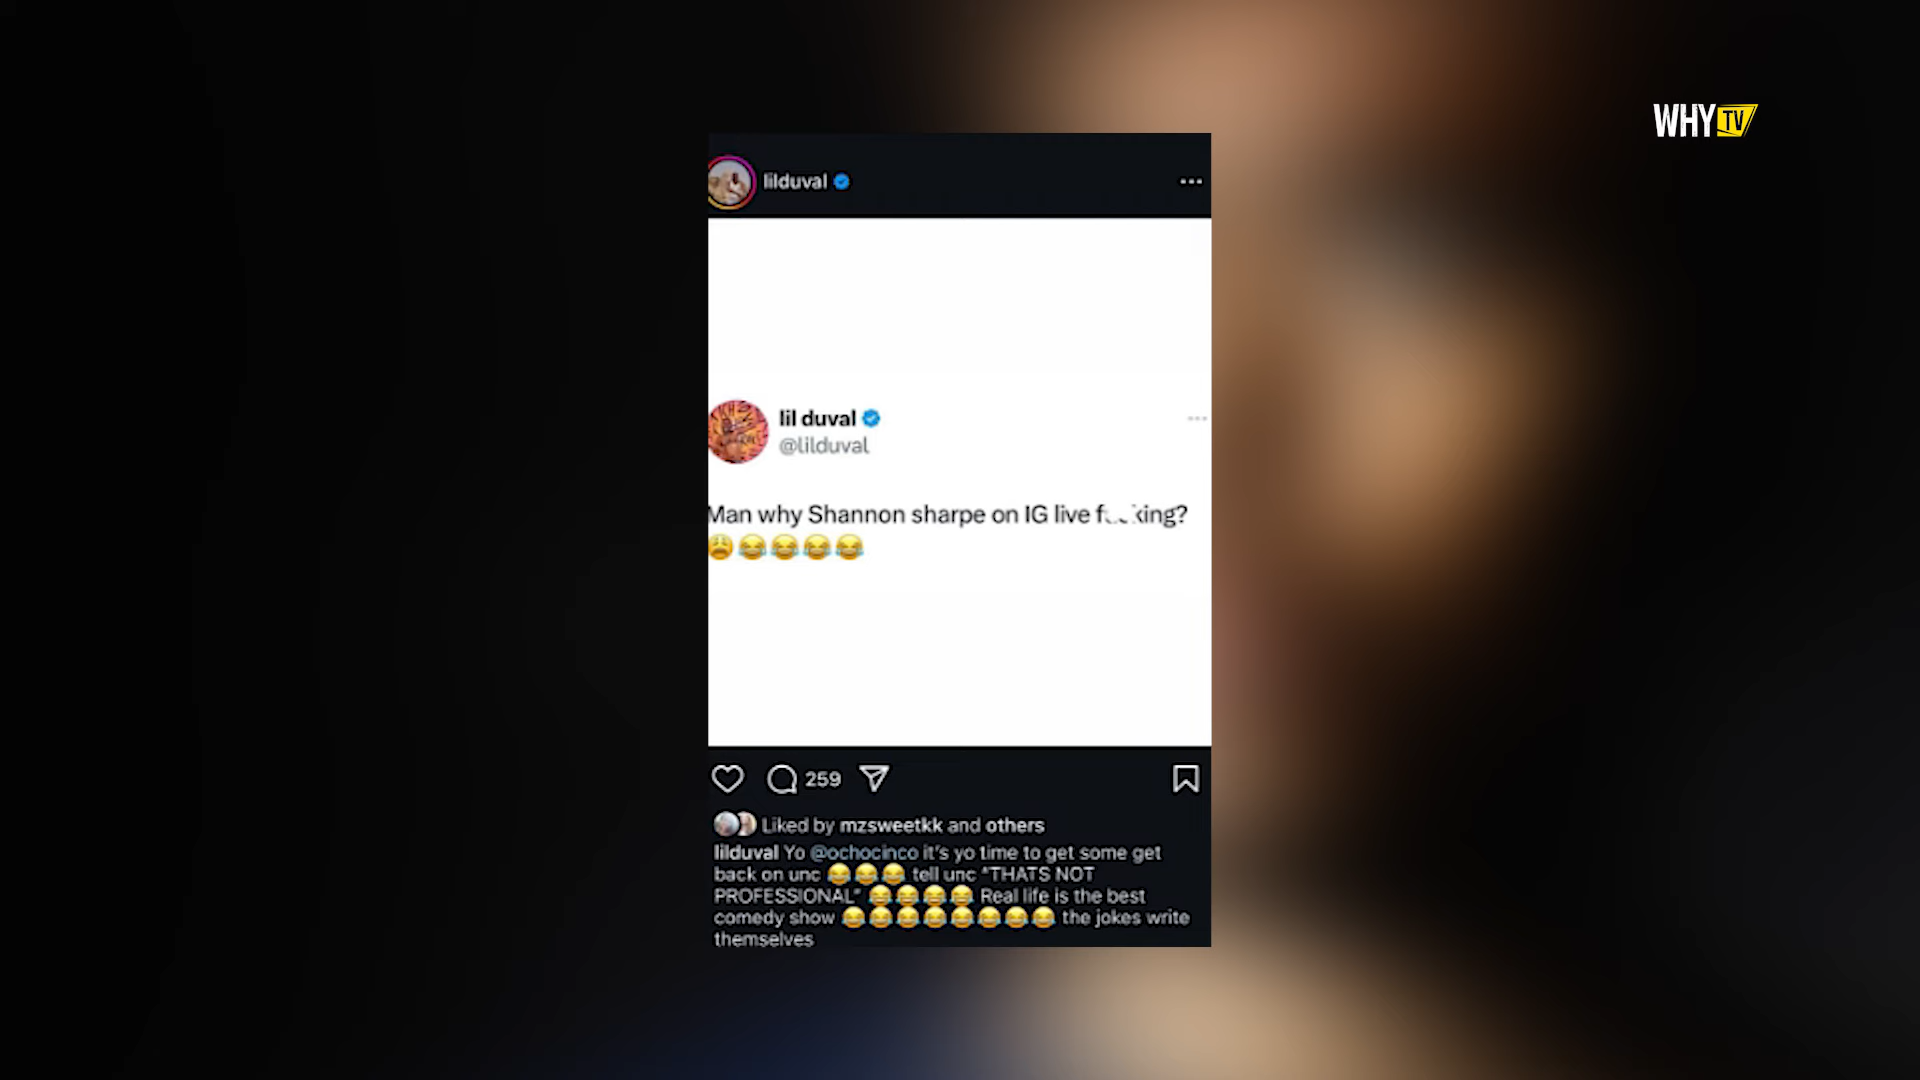 WHY TV
lilduval
lil duval
@lilduval
Man why Shannon sharpe on IG live f...king?
😩😂😂😂😂
259
Liked by mzsweetkk and others
lilduval Yo @ochocinco it's yo time to get some get
back on unc 😂😂😂 tell unc "THATS NOT
PROFESSIONAL" 😂😂😂😂 Real life is the best
comedy show 😂😂😂😂😂😂😂😂 the jokes write
themselves